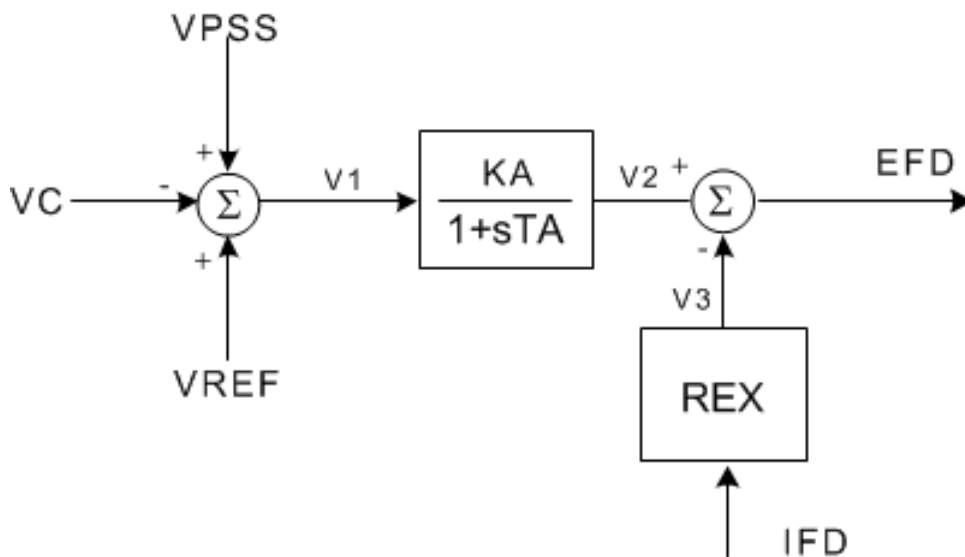 VPSS
+
VC
-
Σ
V1
KA
1+sTA
V2
+
Σ
EFD
+
-
V3
VREF
REX
IFD